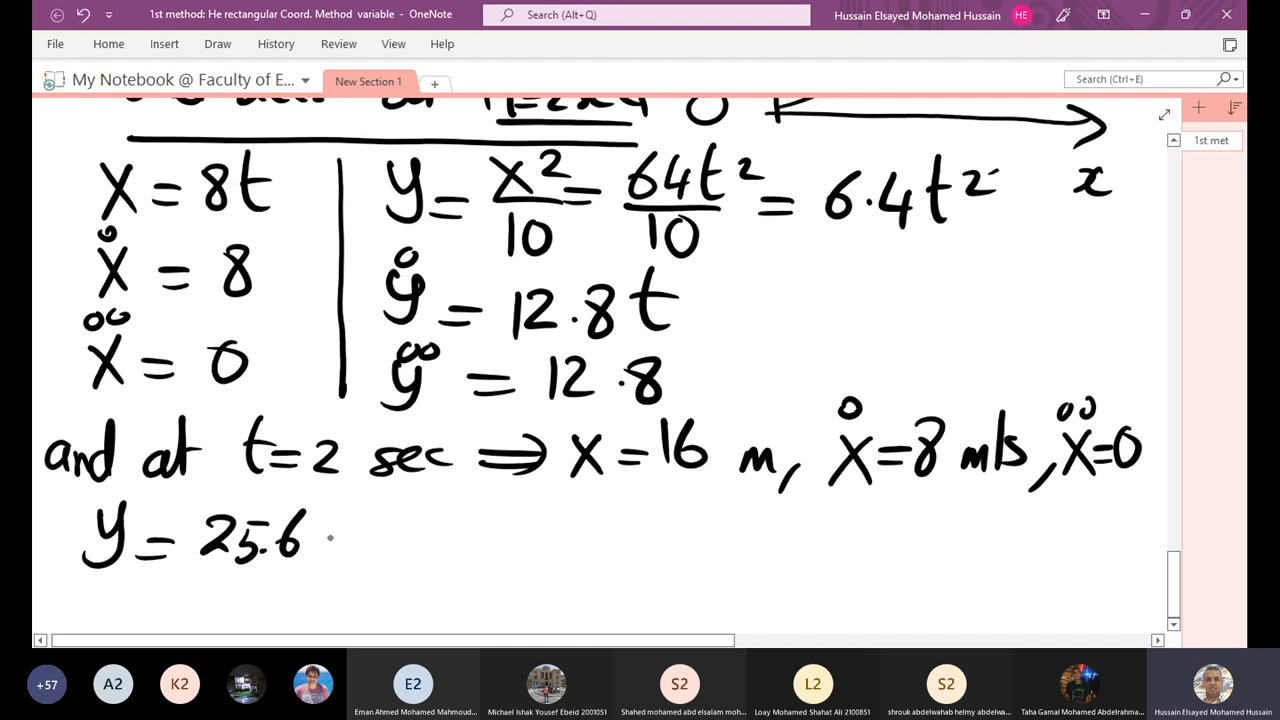 1st method: He rectangular Coord. Method variable - OneNote
Search (Alt+Q)
Hussain Elsayed Mohamed Hussain
HE
File Home Insert Draw History Review View Help
My Notebook @ Faculty of E...
New Section 1
Search (Ctrl+E)
1st met
x
X = 8t
Y = X²/10 = 64t²/10 = 6.4t²
Ẋ = 8
ẏ = 12.8t
Ẍ = 0
ÿ = 12.8
and at t=2 sec ⟹ X=16 m, Ẋ=8 m/s, Ẍ=0
Y = 25.6
+57
A2
K2
E2
S2
L2
S2
Eman Ahmed Mohamed Mahmoud...
Michael Ishak Yousef Ebeid 2001051
Shahed mohamed abd elsalam moh...
Loay Mohamed Shahat Ali 2100851
shrouk abdelwahab helmy abdelwa...
Taha Gamal Mohamed Abdelrahma...
Hussain Elsayed Mohamed Hussain